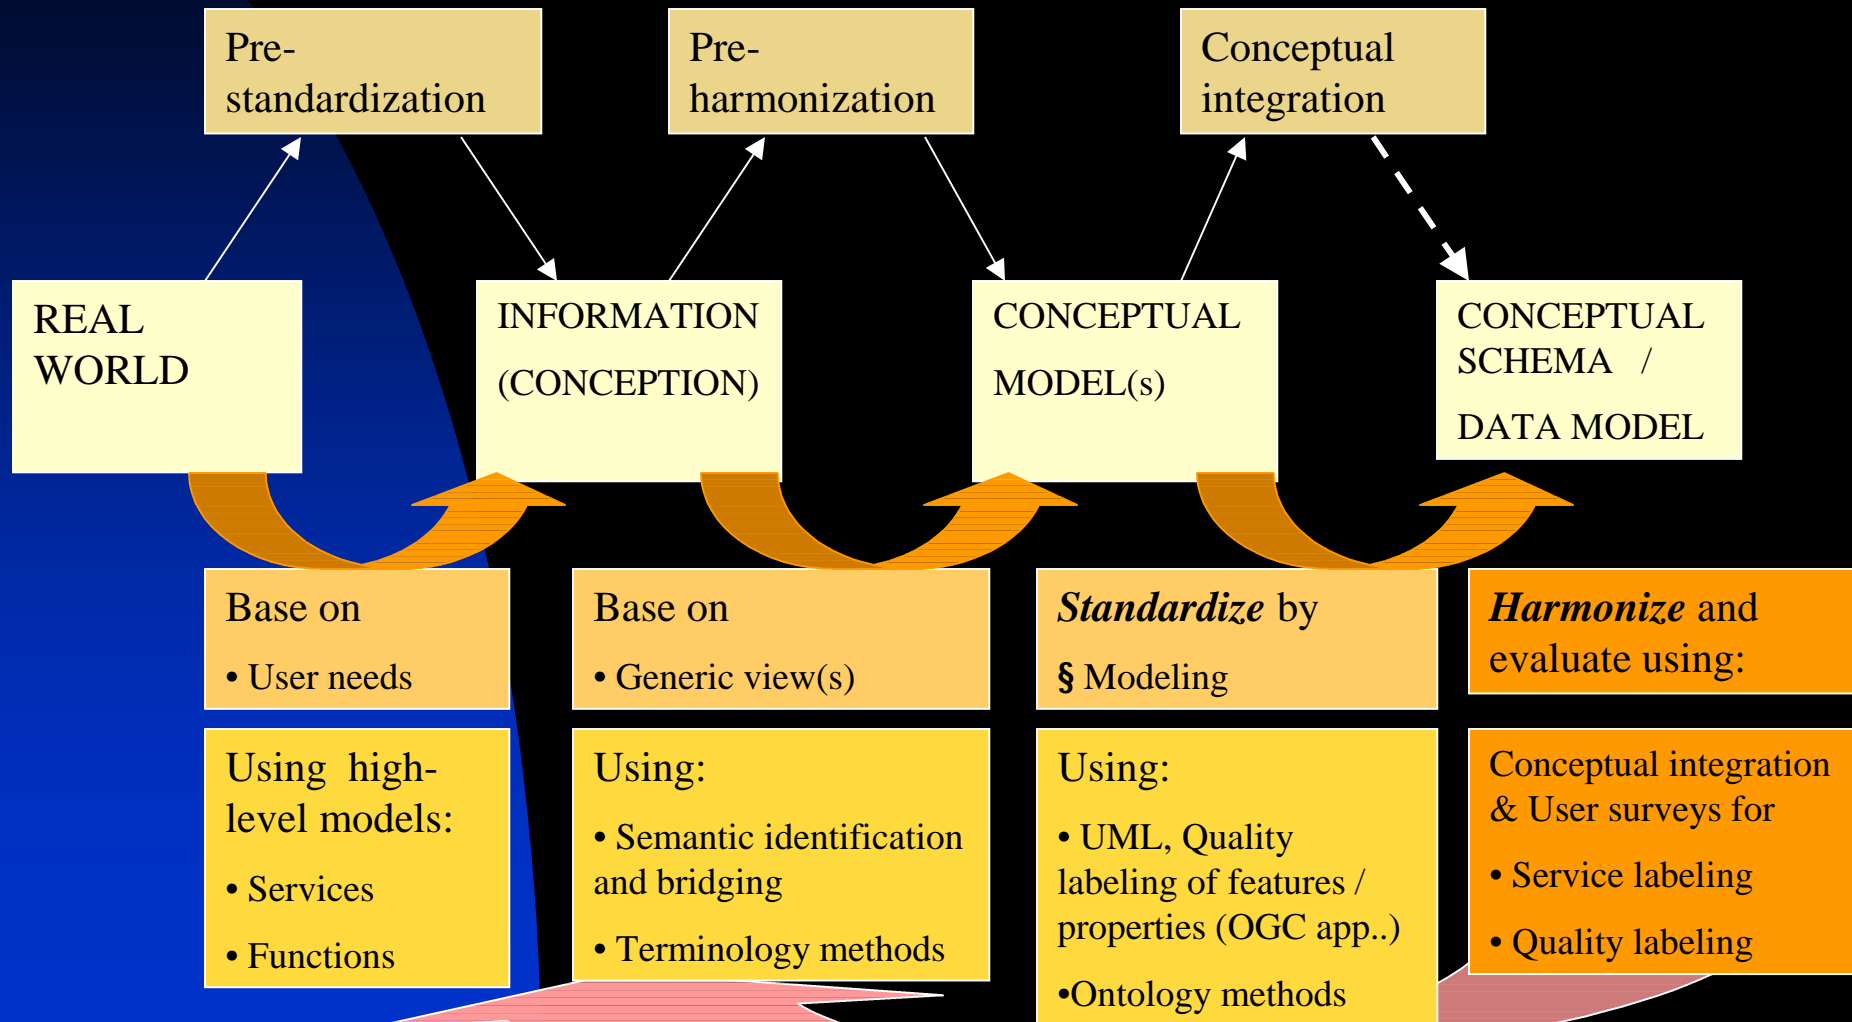 Pre-
standardization
Pre-
harmonization
Conceptual
integration
REAL
WORLD
INFORMATION
(CONCEPTION)
CONCEPTUAL
MODEL(s)
CONCEPTUAL
SCHEMA /
DATA MODEL
Base on
• User needs
Base on
• Generic view(s)
Standardize by
§ Modeling
Harmonize and
evaluate using:
Using high-
level models:
• Services
• Functions
Using:
• Semantic identification
and bridging
• Terminology methods
Using:
• UML, Quality
labeling of features /
properties (OGC app..)
•Ontology methods
Conceptual integration
& User surveys for
• Service labeling
• Quality labeling